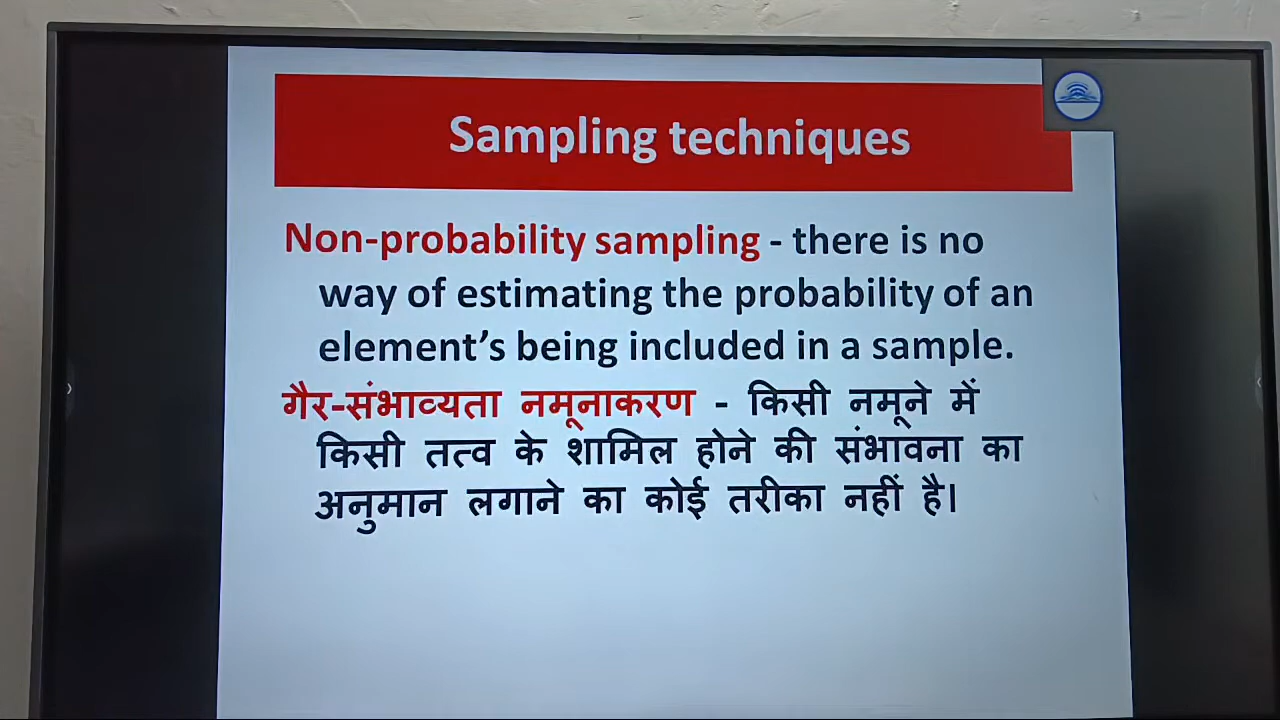 Sampling techniques
Non-probability sampling - there is no
way of estimating the probability of an
element’s being included in a sample.
गैर-संभाव्यता नमूनाकरण - किसी नमूने में
किसी तत्व के शामिल होने की संभावना का
अनुमान लगाने का कोई तरीका नहीं है।